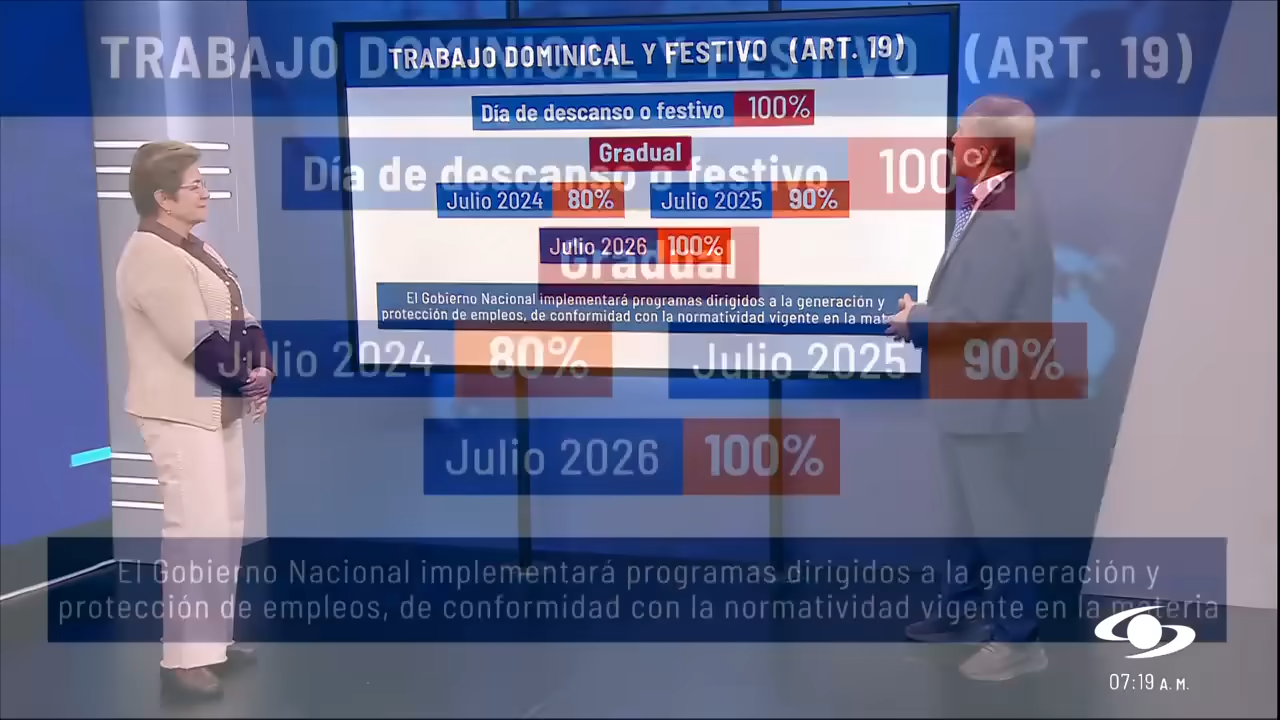 TRABAJO DOMINICAL Y FESTIVO (ART. 19)
Día de descanso o festivo 100%
Gradual
Julio 2024 80% Julio 2025 90%
Julio 2026 100%
El Gobierno Nacional implementará programas dirigidos a la generación y
protección de empleos, de conformidad con la normatividad vigente en la mat
TRABAJO DOMINICAL Y FESTIVO (ART. 19)
Día de descanso o festivo 100%
Gradual
Julio 2024 80% Julio 2025 90%
Julio 2026 100%
El Gobierno Nacional implementará programas dirigidos a la generación y
protección de empleos, de conformidad con la normatividad vigente en la materia
07:19 A.M.